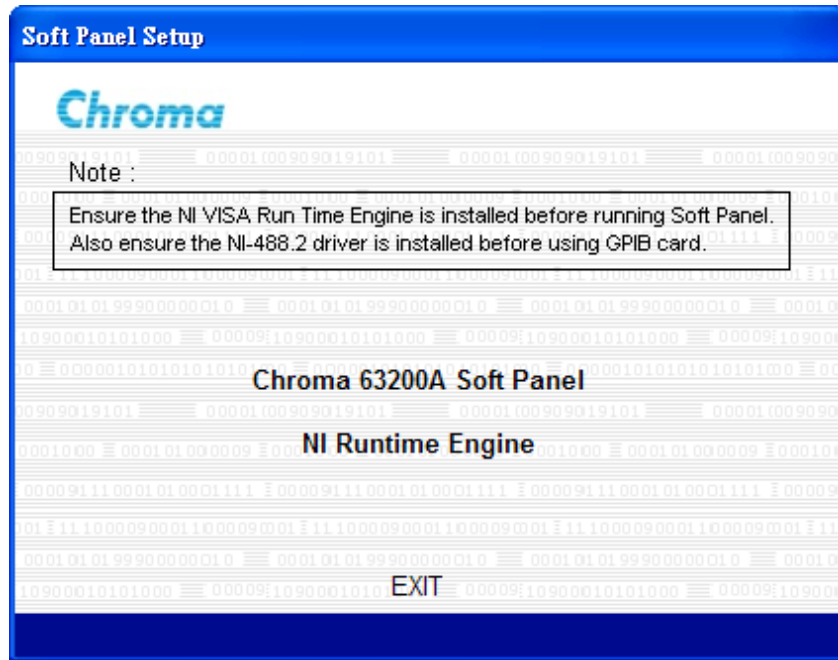 Soft Panel Setup
Chroma
Note :
Ensure the NI VISA Run Time Engine is installed before running Soft Panel.
Also ensure the NI-488.2 driver is installed before using GPIB card.
Chroma 63200A Soft Panel
NI Runtime Engine
EXIT